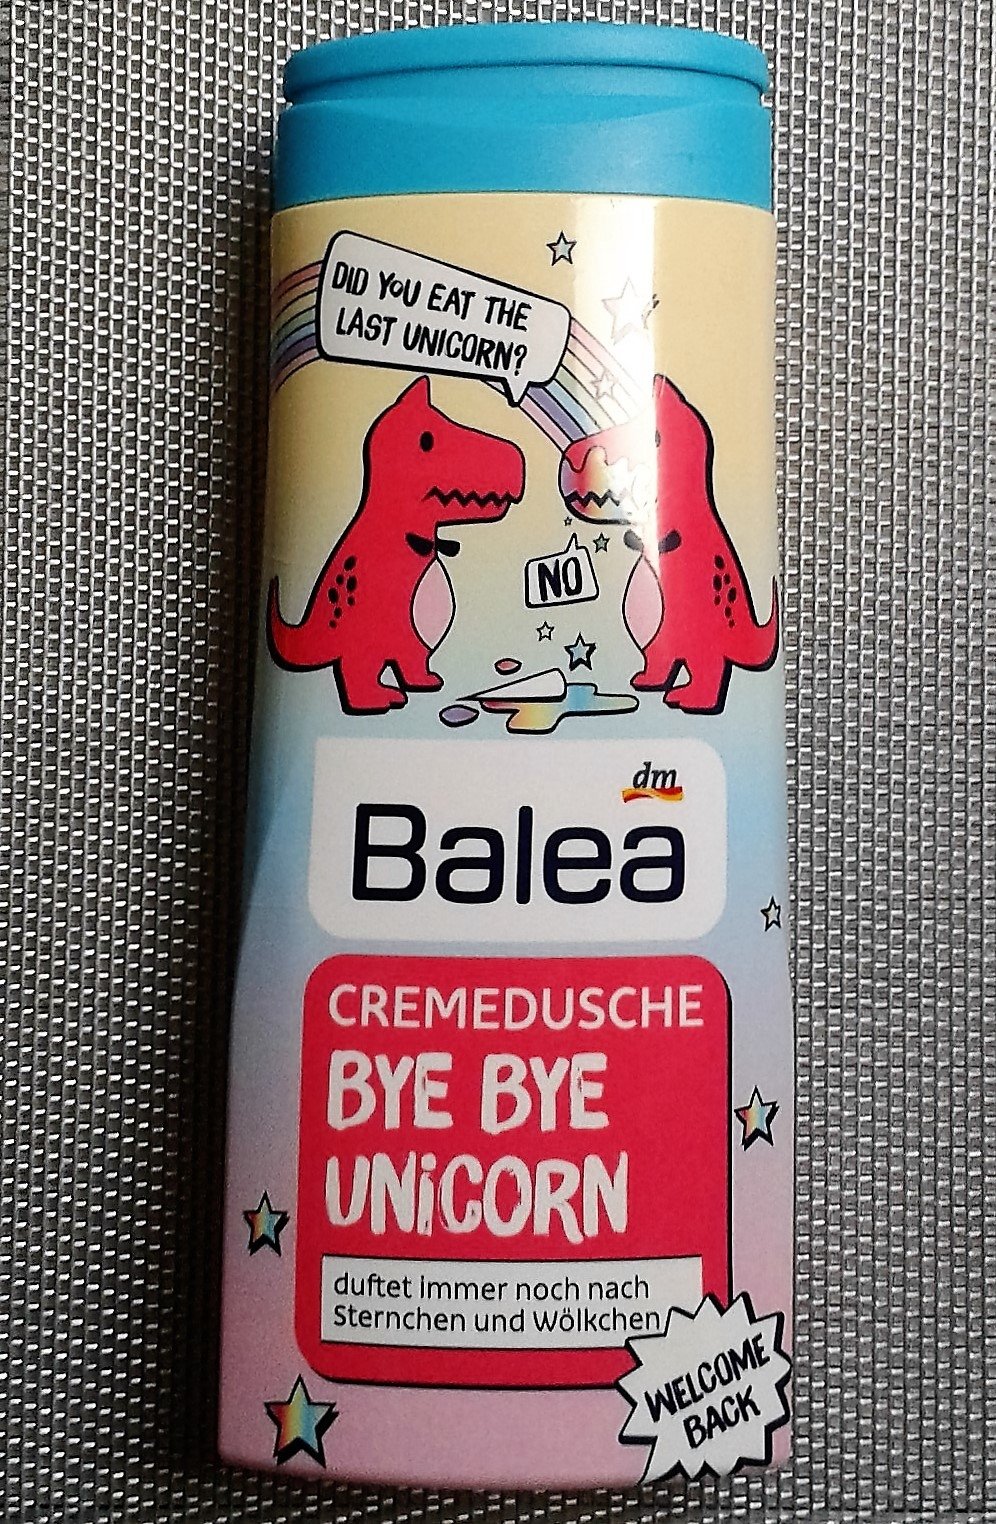 DID YOU EAT THE
LAST UNICORN?
NO
dm
Balea
CREMEDUSCHE
BYE BYE
UNiCORN
duftet immer noch nach
Sternchen und Wölkchen
WELCOME
BACK